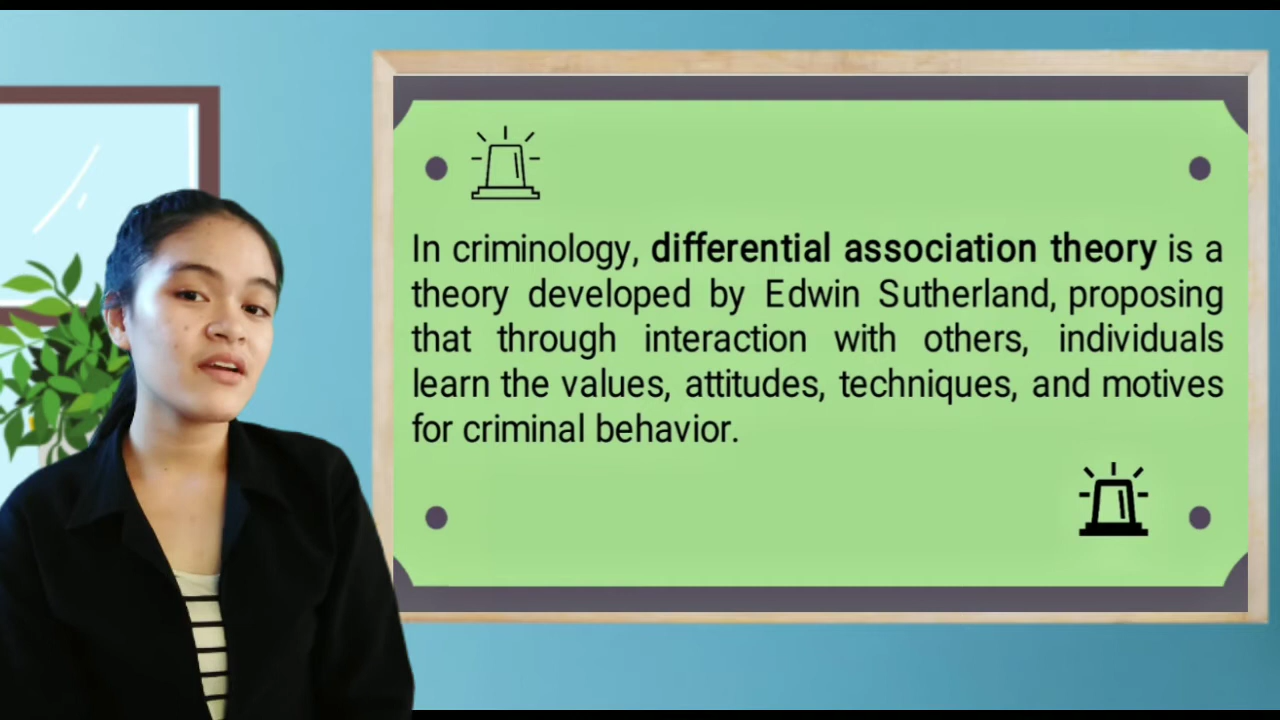 In criminology, differential association theory is a
theory developed by Edwin Sutherland, proposing
that through interaction with others, individuals
learn the values, attitudes, techniques, and motives
for criminal behavior.